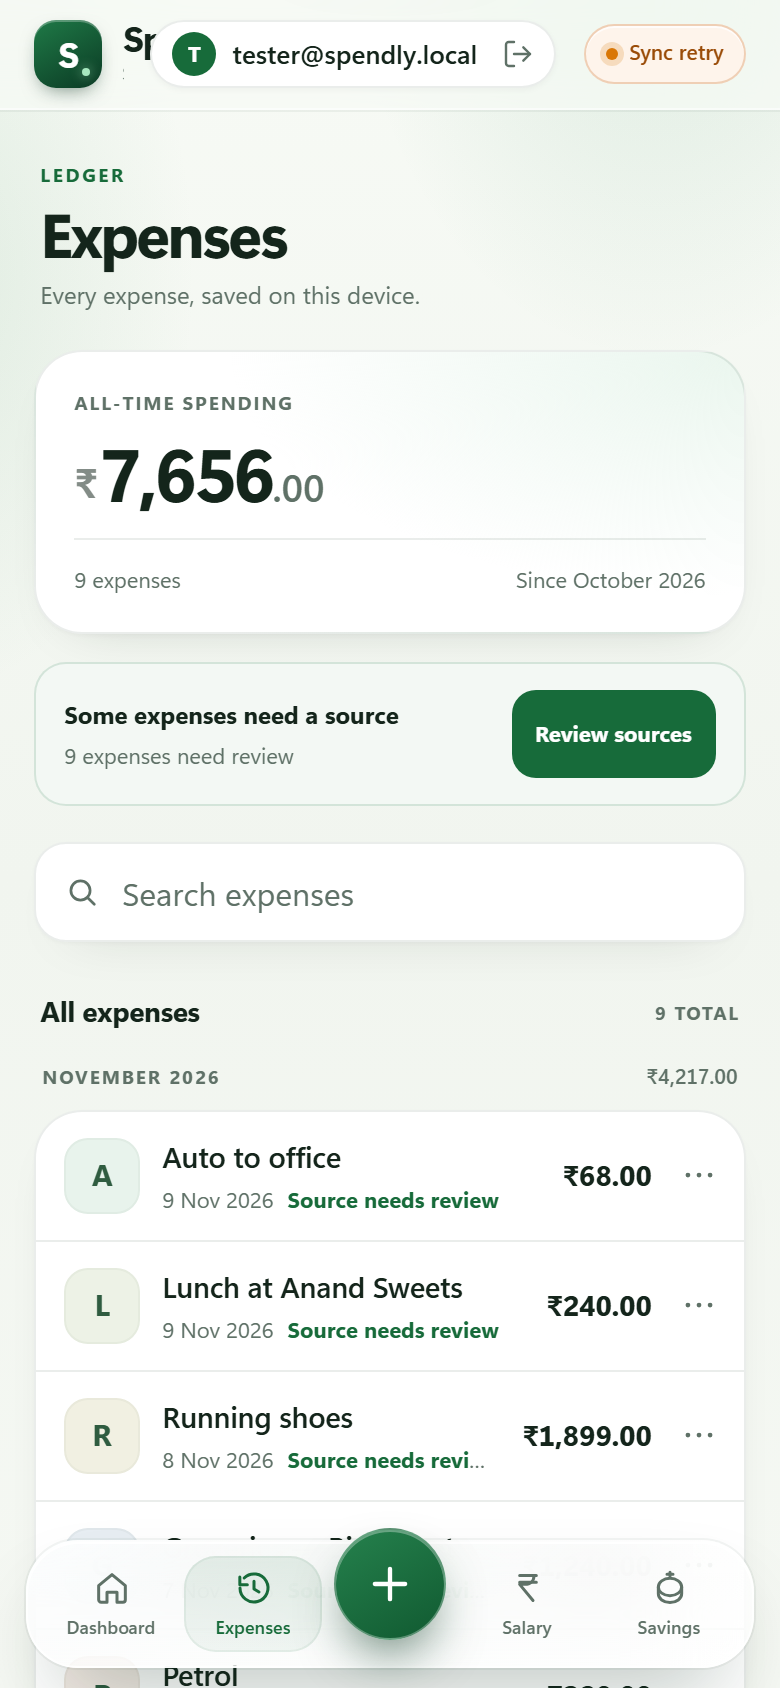 S
T
tester@spendly.local
Sync retry
LEDGER
Expenses
Every expense, saved on this device.
ALL-TIME SPENDING
₹7,656.00
9 expenses
Since October 2026
Some expenses need a source
9 expenses need review
Review sources
Search expenses
All expenses
9 TOTAL
NOVEMBER 2026
₹4,217.00
A
Auto to office
₹68.00
···
9 Nov 2026 Source needs review
L
Lunch at Anand Sweets
₹240.00
···
9 Nov 2026 Source needs review
R
Running shoes
₹1,899.00
···
8 Nov 2026 Source needs revi...
Dashboard
Expenses
Salary
Savings
Petrol